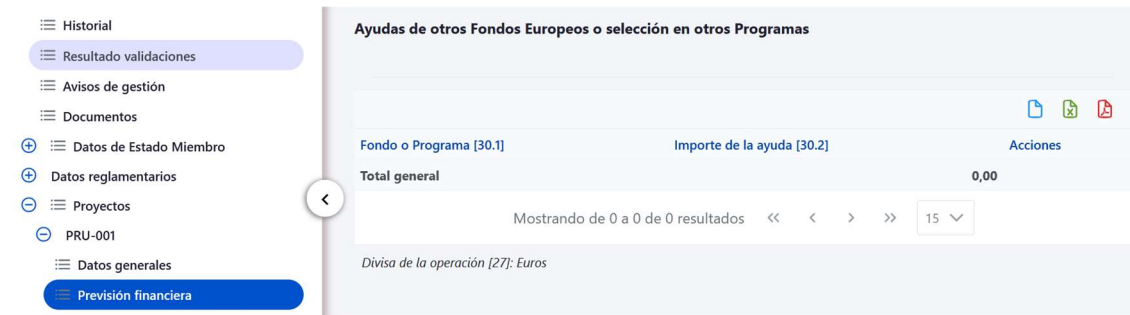 Historial
Resultado validaciones
Avisos de gestión
Documentos
Datos de Estado Miembro
Datos reglamentarios
Proyectos
PRU-001
Datos generales
Previsión financiera
Ayudas de otros Fondos Europeos o selección en otros Programas
Fondo o Programa [30.1] Importe de la ayuda [30.2] Acciones
Total general 0,00
Mostrando de 0 a 0 de 0 resultados << < > >> 15
Divisa de la operación [27]: Euros